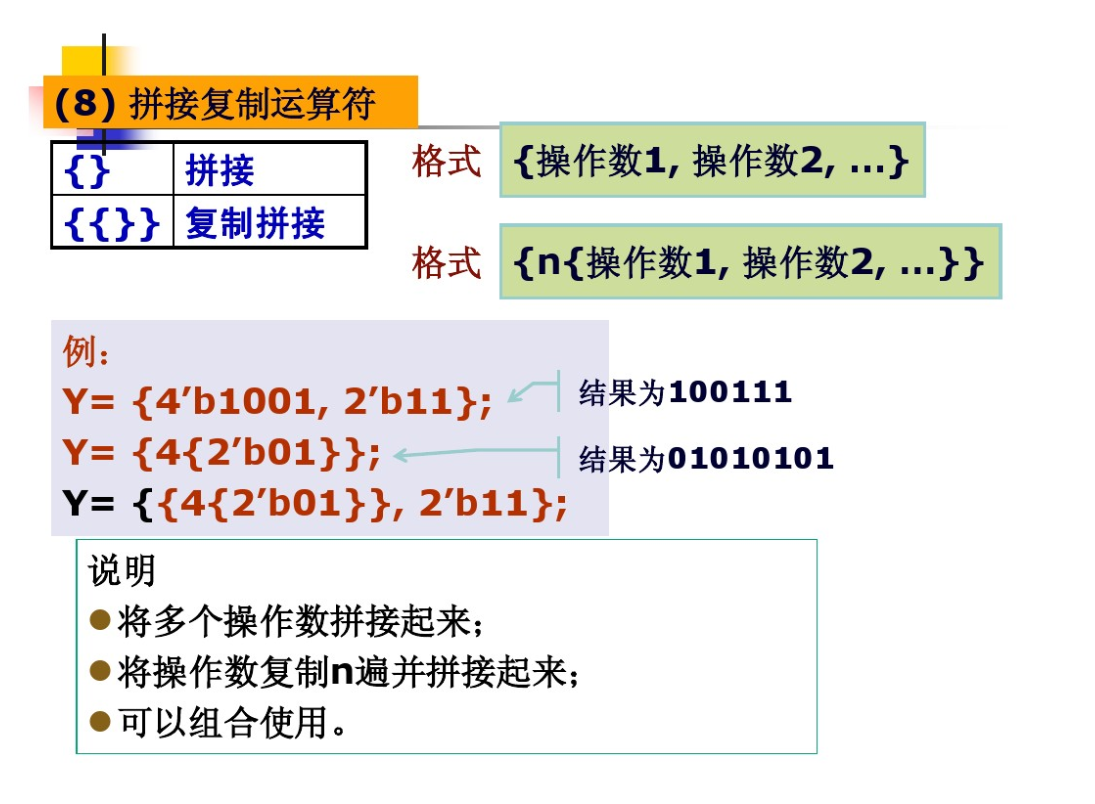 (8) 拼接复制运算符
{} 拼接
{{}} 复制拼接
格式 {操作数1, 操作数2, …}
格式 {n{操作数1, 操作数2, …}}
例：
Y= {4’b1001, 2’b11};
结果为100111
Y= {4{2’b01}};
结果为01010101
Y= {{4{2’b01}}, 2’b11};
说明
●将多个操作数拼接起来；
●将操作数复制n遍并拼接起来；
●可以组合使用。